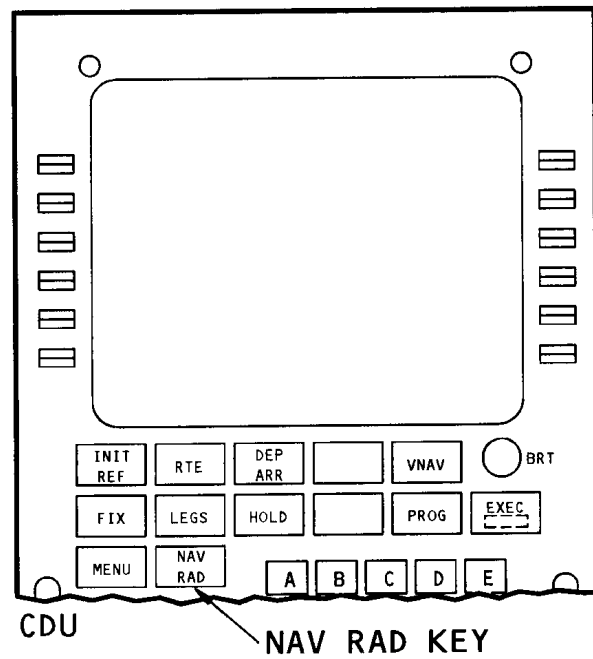 INIT REF
RTE
DEP ARR
VNAV
BRT
FIX
LEGS
HOLD
PROG
EXEC
MENU
NAV RAD
A B C D E
CDU
NAV RAD KEY